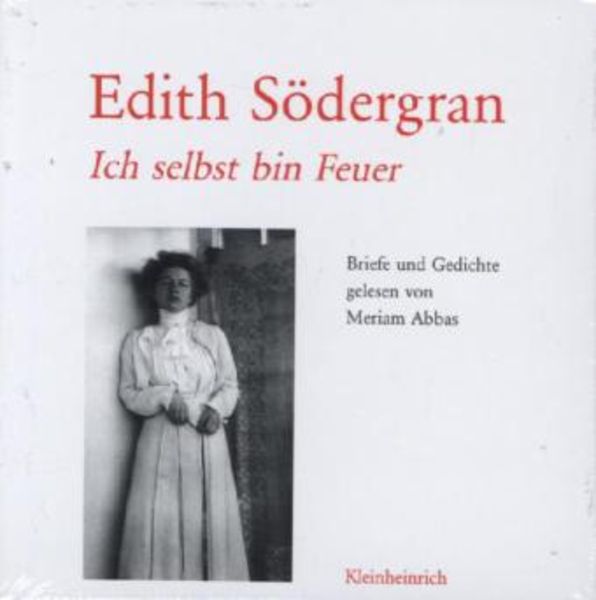 Edith Södergran
Ich selbst bin Feuer
Briefe und Gedichte
gelesen von
Meriam Abbas
Kleinheinrich